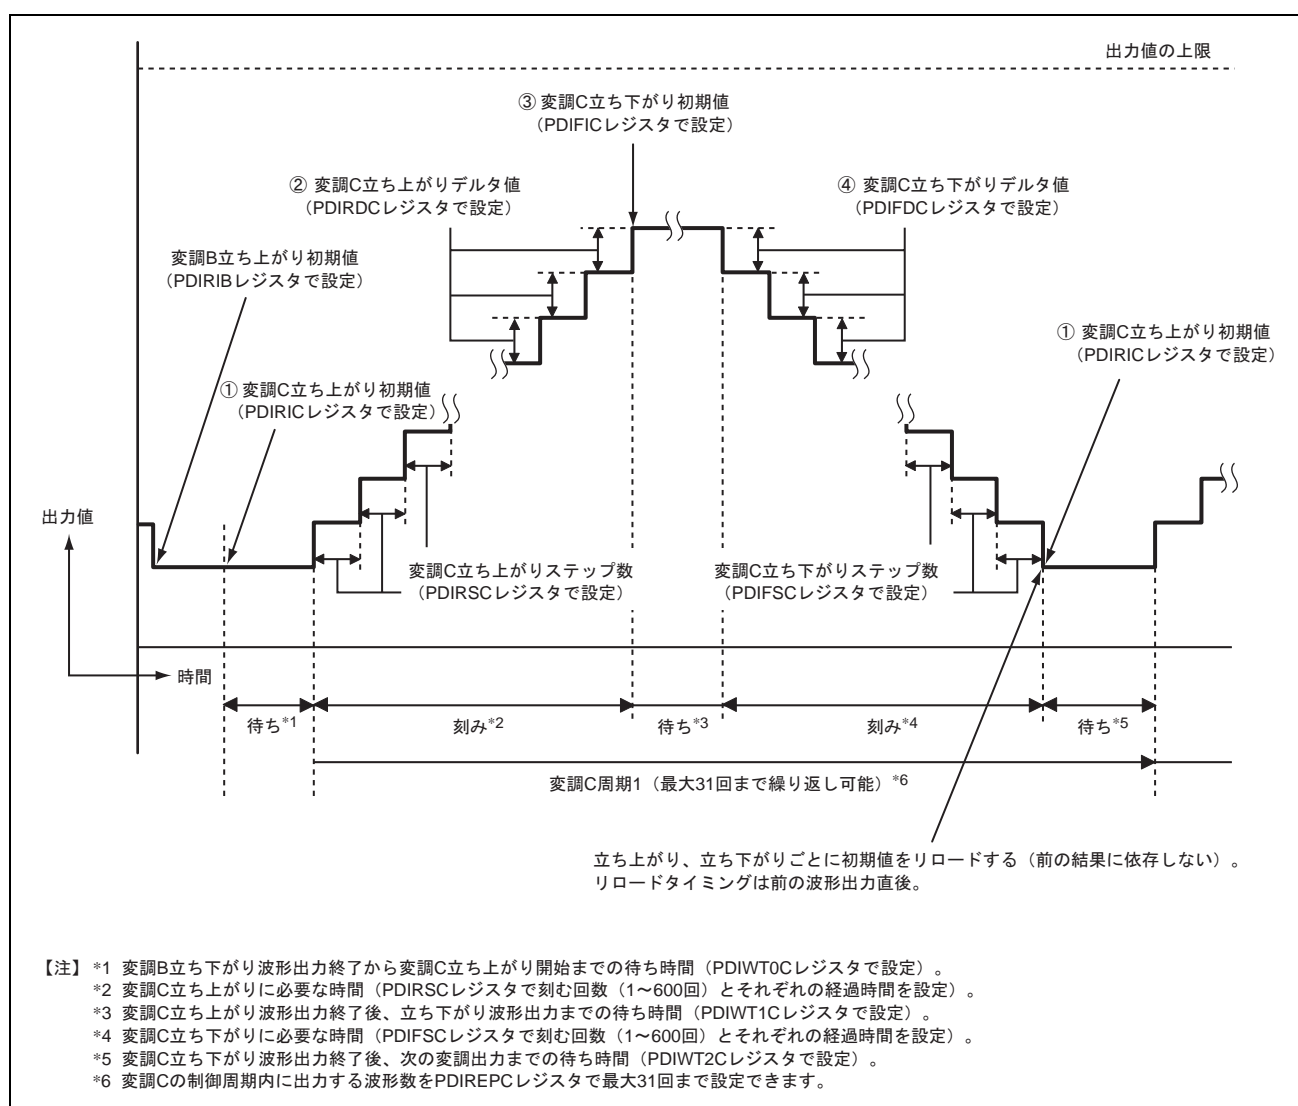 出力値の上限
③ 変調C立ち下がり初期値
（PDIFICレジスタで設定）
② 変調C立ち上がりデルタ値
（PDIRDCレジスタで設定）
④ 変調C立ち下がりデルタ値
（PDIFDCレジスタで設定）
変調B立ち上がり初期値
（PDIRIBレジスタで設定）
① 変調C立ち上がり初期値
（PDIRICレジスタで設定）
① 変調C立ち上がり初期値
（PDIRICレジスタで設定）
出力値
変調C立ち上がりステップ数
（PDIRSCレジスタで設定）
変調C立ち下がりステップ数
（PDIFSCレジスタで設定）
時間
待ち*1
刻み*2
待ち*3
刻み*4
待ち*5
変調C周期1（最大31回まで繰り返し可能）*6
立ち上がり、立ち下がりごとに初期値をリロードする（前の結果に依存しない）。
リロードタイミングは前の波形出力直後。
【注】 *1 変調B立ち下がり波形出力終了から変調C立ち上がり開始までの待ち時間（PDIWT0Cレジスタで設定）。
*2 変調C立ち上がりに必要な時間（PDIRSCレジスタで刻む回数（1～600回）とそれぞれの経過時間を設定）。
*3 変調C立ち上がり波形出力終了後、立ち下がり波形出力までの待ち時間（PDIWT1Cレジスタで設定）。
*4 変調C立ち下がりに必要な時間（PDIFSCレジスタで刻む回数（1～600回）とそれぞれの経過時間を設定）。
*5 変調C立ち下がり波形出力終了後、次の変調出力までの待ち時間（PDIWT2Cレジスタで設定）。
*6 変調Cの制御周期内に出力する波形数をPDIREPCレジスタで最大31回まで設定できます。